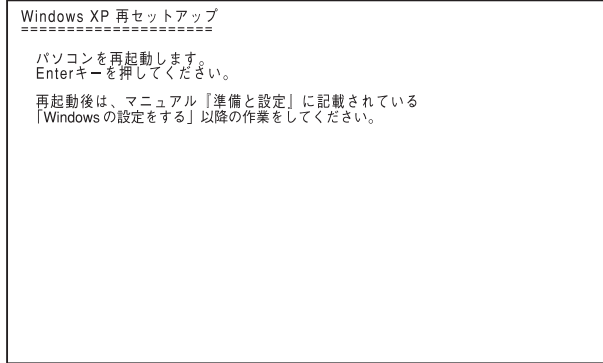 Windows XP 再セットアップ
=====================
パソコンを再起動します。
Enterキーを押してください。
再起動後は、マニュアル『準備と設定』に記載されている
「Windowsの設定をする」以降の作業をしてください。